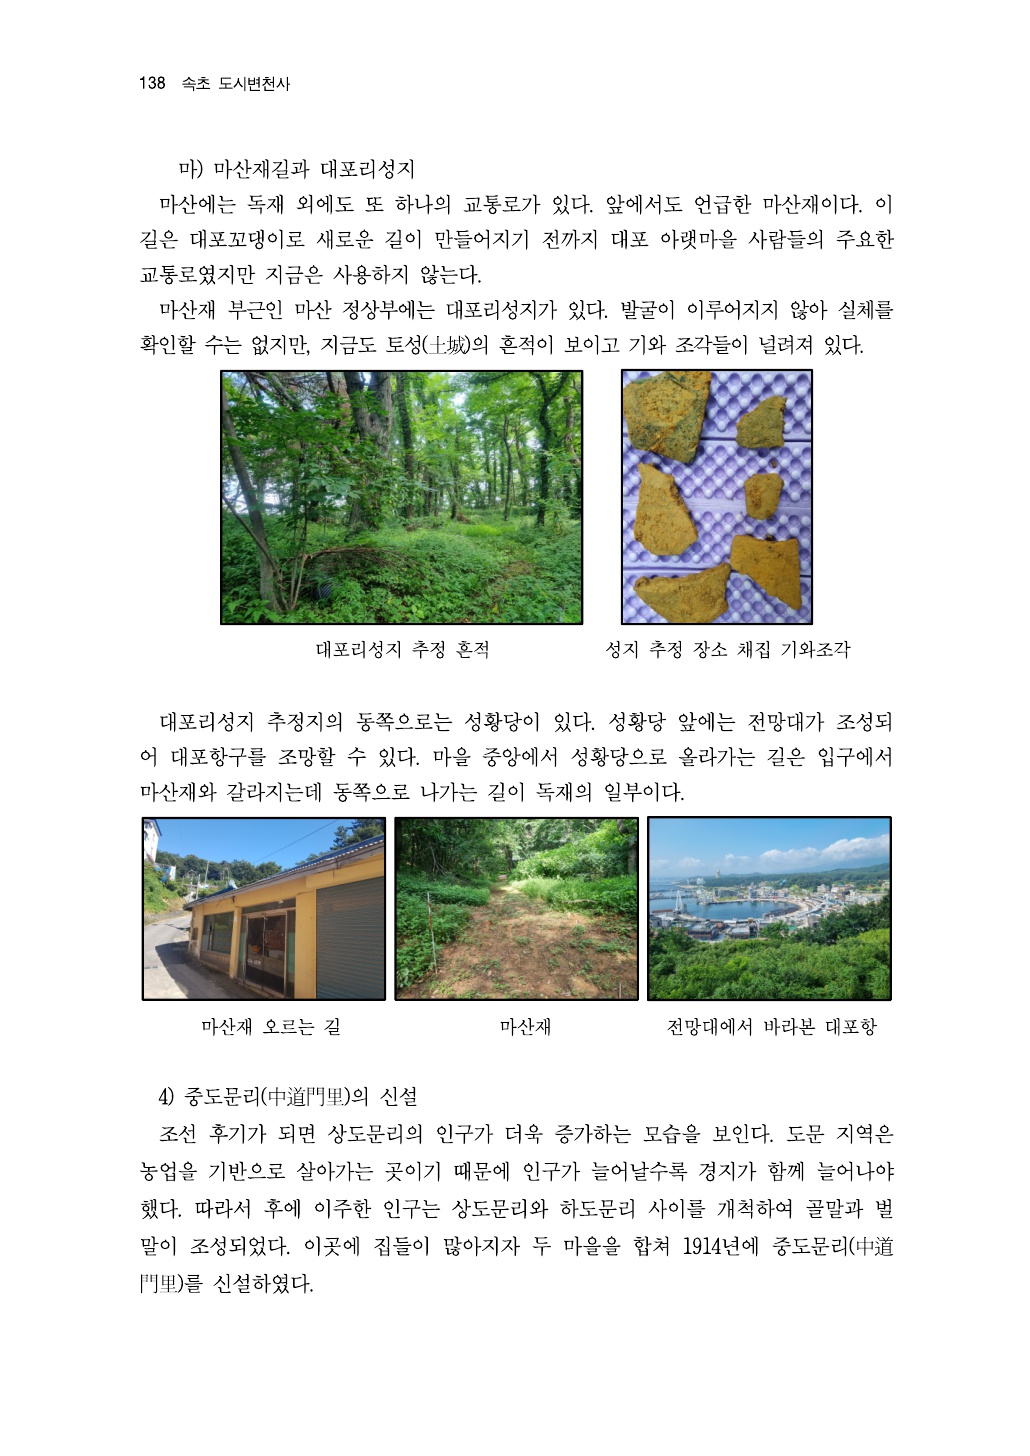 138 속초 도시변천사
마) 마산재길과 대포리성지
마산에는 독재 외에도 또 하나의 교통로가 있다. 앞에서도 언급한 마산재이다. 이
길은 대포꼬댕이로 새로운 길이 만들어지기 전까지 대포 아랫마을 사람들의 주요한
교통로였지만 지금은 사용하지 않는다.
마산재 부근인 마산 정상부에는 대포리성지가 있다. 발굴이 이루어지지 않아 실체를
확인할 수는 없지만, 지금도 토성(土城)의 흔적이 보이고 기와 조각들이 널려져 있다.
대포리성지 추정 흔적
성지 추정 장소 채집 기와조각
대포리성지 추정지의 동쪽으로는 성황당이 있다. 성황당 앞에는 전망대가 조성되
어 대포항구를 조망할 수 있다. 마을 중앙에서 성황당으로 올라가는 길은 입구에서
마산재와 갈라지는데 동쪽으로 나가는 길이 독재의 일부이다.
마산재 오르는 길
마산재
전망대에서 바라본 대포항
4) 중도문리(中道門里)의 신설
조선 후기가 되면 상도문리의 인구가 더욱 증가하는 모습을 보인다. 도문 지역은
농업을 기반으로 살아가는 곳이기 때문에 인구가 늘어날수록 경지가 함께 늘어나야
했다. 따라서 후에 이주한 인구는 상도문리와 하도문리 사이를 개척하여 골말과 벌
말이 조성되었다. 이곳에 집들이 많아지자 두 마을을 합쳐 1914년에 중도문리(中道
門里)를 신설하였다.